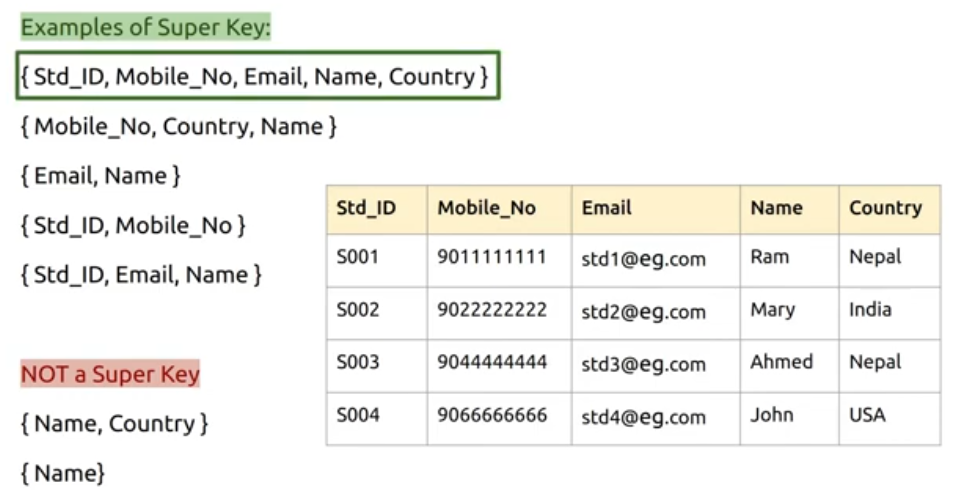 Examples of Super Key:
{ Std_ID, Mobile_No, Email, Name, Country }
{ Mobile_No, Country, Name }
{ Email, Name }
{ Std_ID, Mobile_No }
{ Std_ID, Email, Name }
NOT a Super Key
{ Name, Country }
{ Name}
Std_ID Mobile_No Email Name Country
S001 9011111111 std1@eg.com Ram Nepal
S002 9022222222 std2@eg.com Mary India
S003 9044444444 std3@eg.com Ahmed Nepal
S004 9066666666 std4@eg.com John USA